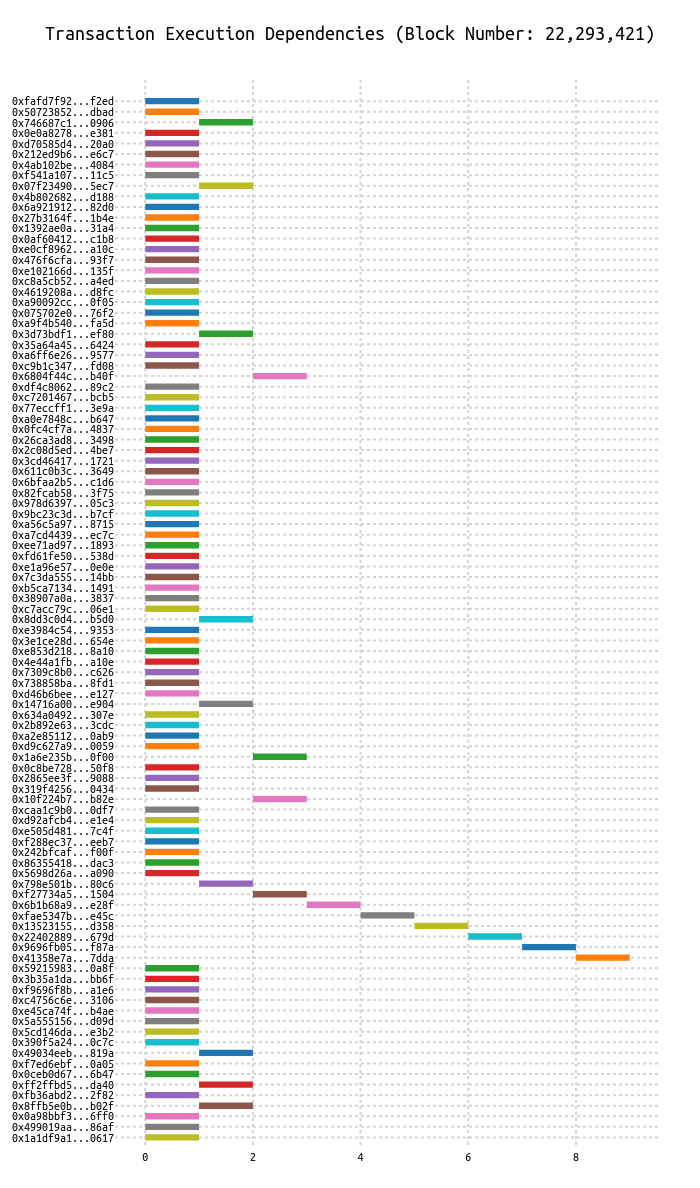 Transaction Execution Dependencies (Block Number: 22,293,421)
0xfafd7f92...f2ed
0x50723852...dbad
0x746687c1...0906
0x0e0a8278...e381
0xd70585d4...20a0
0x212ed9b6...e6c7
0x4ab102be...4084
0xf541a107...11c5
0x07f23490...5ec7
0x4b802682...d188
0x6a921912...82d0
0x27b3164f...1b4e
0x1392ae0a...31a4
0x0af60412...c1b8
0xe0cf8962...a10c
0x476f6cfa...93f7
0xe102166d...135f
0xc8a5cb52...a4ed
0x4619208a...d8fc
0xa90092cc...0f05
0x075702e0...76f2
0xa9f4b540...fa5d
0x3d73bdf1...ef80
0x35a64a45...6424
0xa6ff6e26...9577
0xc9b1c347...fd08
0x6804f44c...b40f
0xdf4c8062...89c2
0xc7201467...bcb5
0x77eccff1...3e9a
0xa0e7848c...b647
0x0fc4cf7a...4837
0x26ca3ad8...3498
0x2c08d5ed...4be7
0x3cd46417...1721
0x611c0b3c...3649
0x6bfaa2b5...c1d6
0x82fcab58...3f75
0x978d6397...05c3
0x9bc23c3d...b7cf
0xa56c5a97...8715
0xa7cd4439...ec7c
0xee71ad97...1893
0xfd61fe50...538d
0xe1a96e57...0e0e
0x7c3da555...14bb
0xb5ca7134...1491
0x38907a0a...3837
0xc7acc79c...06e1
0x8dd3c0d4...b5d0
0xe3984c54...9353
0x3e1ce28d...654e
0xe853d218...8a10
0x4e44a1fb...a10e
0x7309c8b0...c626
0x738858ba...8fd1
0xd46b6bee...e127
0x14716a00...e904
0x634a0492...307e
0x2b892e63...3cdc
0xa2e85112...0ab9
0xd9c627a9...0059
0x1a6e235b...0f00
0x0c8be728...50f8
0x2865ee3f...9088
0x319f4256...0434
0x10f224b7...b82e
0xcaa1c9b0...0df7
0xd92afcb4...e1e4
0xe505d481...7c4f
0xf288ec37...eeb7
0x242bfcaf...f00f
0x86355418...dac3
0x5698d26a...a090
0x798e501b...80c6
0xf27734a5...1504
0x6b1b68a9...e28f
0xfae5347b...e45c
0x13523155...d358
0x22402889...679d
0x9696fb05...f87a
0x41358e7a...7dda
0x59215983...0a8f
0x3b35a1da...bb6f
0xf9696f8b...a1e6
0xc4756c6e...3106
0xe45ca74f...b4ae
0x5a555156...d09d
0x5cd146da...e3b2
0x390f5a24...0c7c
0x49034eeb...819a
0xf7ed6ebf...0a05
0x0ceb0d67...6b47
0xff2ffbd5...da40
0xfb36abd2...2f82
0x8ffb5e0b...b02f
0x0a98bbf3...6ff0
0x499019aa...86af
0x1a1df9a1...0617
0 2 4 6 8